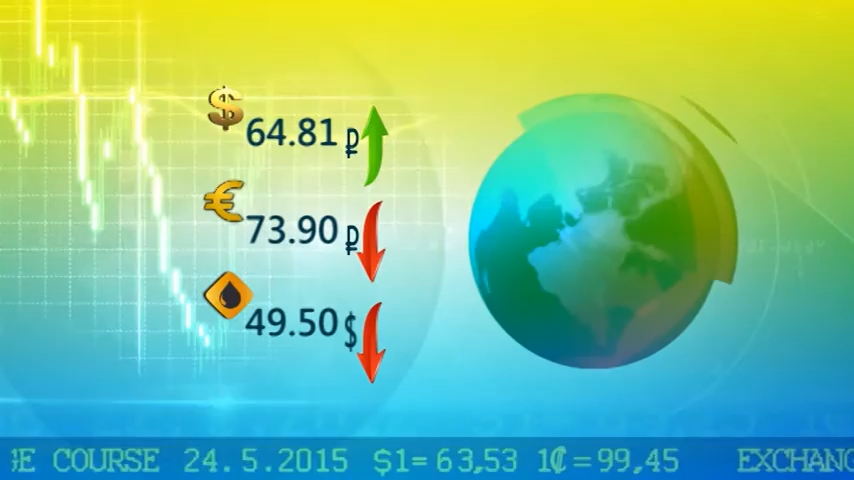 $ 64.81 ₽
€ 73.90 ₽
49.50 $
E COURSE 24.5.2015 $1=63,53 1₡=99,45 EXCHANG